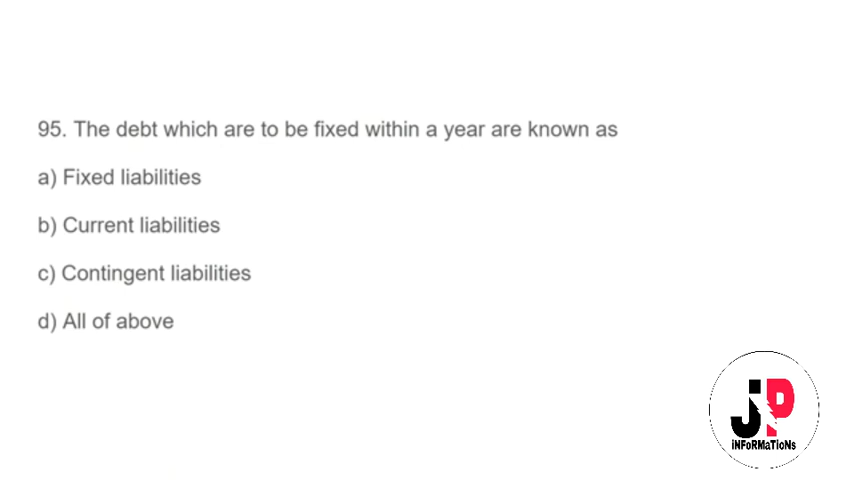 95. The debt which are to be fixed within a year are known as
a) Fixed liabilities
b) Current liabilities
c) Contingent liabilities
d) All of above
JP
iNFoRMaTioNs